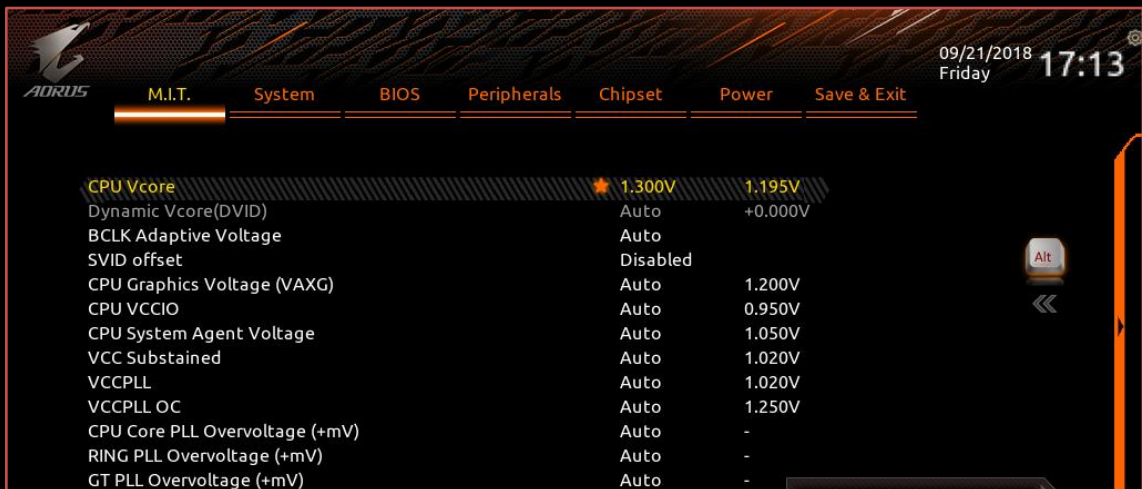 09/21/2018 17:13
Friday
AORUS
M.I.T. System BIOS Peripherals Chipset Power Save & Exit
CPU Vcore 1.300V 1.195V
Dynamic Vcore(DVID) Auto +0.000V
BCLK Adaptive Voltage Auto
SVID offset Disabled
Alt
CPU Graphics Voltage (VAXG) Auto 1.200V
CPU VCCIO Auto 0.950V
CPU System Agent Voltage Auto 1.050V
VCC Substained Auto 1.020V
VCCPLL Auto 1.020V
VCCPLL OC Auto 1.250V
CPU Core PLL Overvoltage (+mV) Auto -
RING PLL Overvoltage (+mV) Auto -
GT PLL Overvoltage (+mV) Auto -